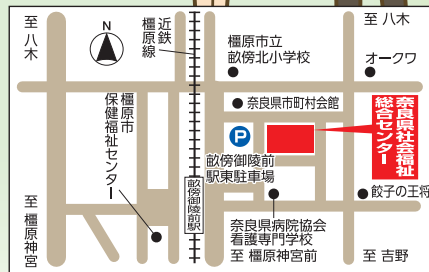 至 八木
N
近鉄
橿原線
橿原市立
畝傍北小学校
至 八木
オークワ
奈良県市町村会館
奈良県社会福祉
総合センター
橿原市
保健福祉センター
P
畝傍御陵前
駅東駐車場
畝傍御陵前駅
餃子の王将
奈良県病院協会
看護専門学校
至 橿原神宮
至 橿原神宮前
至 吉野